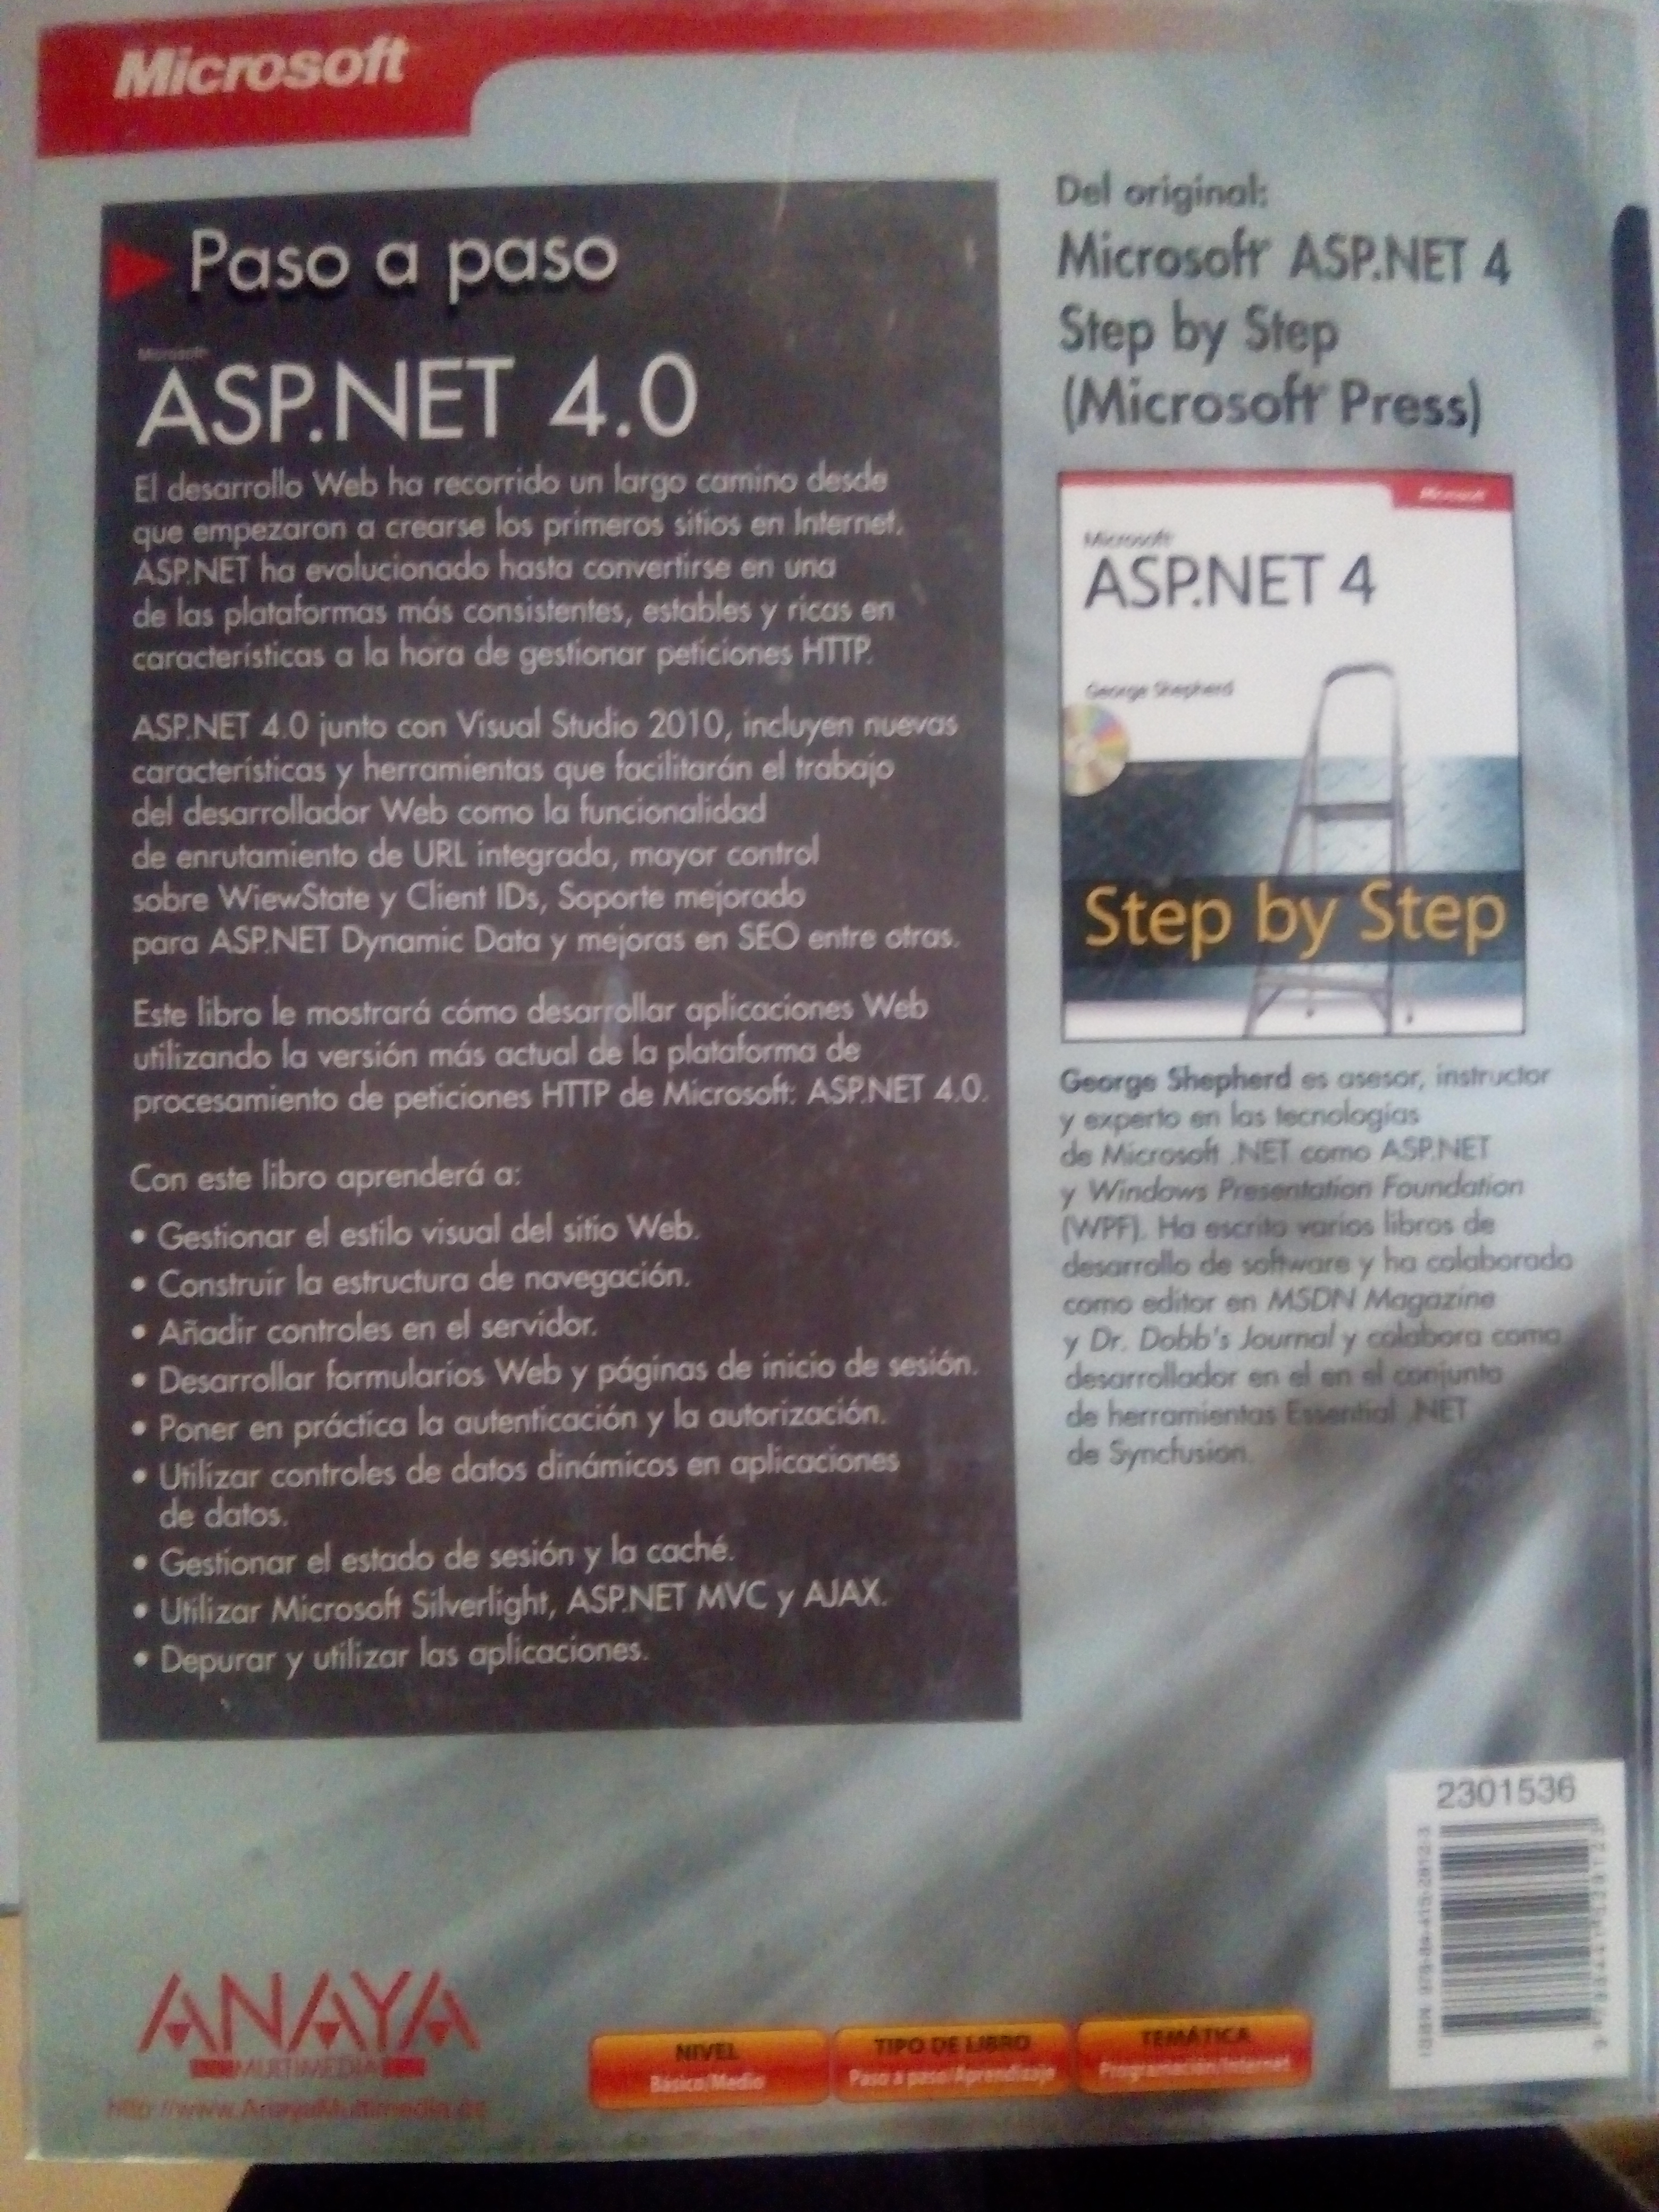 Microsoft
Paso a paso
Microsoft
ASP.NET 4.0
El desarrollo Web ha recorrido un largo camino desde
que empezaron a crearse los primeros sitios en Internet.
ASP.NET ha evolucionado hasta convertirse en una
de las plataformas más consistentes, estables y ricas en
características a la hora de gestionar peticiones HTTP.
ASP.NET 4.0 junto con Visual Studio 2010, incluyen nuevas
características y herramientas que facilitarán el trabajo
del desarrollador Web como la funcionalidad
de enrutamiento de URL integrada, mayor control
sobre WiewState y Client IDs, Soporte mejorado
para ASP.NET Dynamic Data y mejoras en SEO entre otras.
Este libro le mostrará cómo desarrollar aplicaciones Web
utilizando la versión más actual de la plataforma de
procesamiento de peticiones HTTP de Microsoft: ASP.NET 4.0.
Con este libro aprenderá a:
• Gestionar el estilo visual del sitio Web.
• Construir la estructura de navegación.
• Añadir controles en el servidor.
• Desarrollar formularios Web y páginas de inicio de sesión.
• Poner en práctica la autenticación y la autorización.
• Utilizar controles de datos dinámicos en aplicaciones
de datos.
• Gestionar el estado de sesión y la caché.
• Utilizar Microsoft Silverlight, ASP.NET MVC y AJAX.
• Depurar y utilizar las aplicaciones.
Del original:
Microsoft® ASP.NET 4
Step by Step
(Microsoft® Press)
Microsoft
Microsoft
ASP.NET 4
George Shepherd
Step by Step
George Shepherd es asesor, instructor
y experto en las tecnologías
de Microsoft .NET como ASP.NET
y Windows Presentation Foundation
(WPF). Ha escrito varios libros de
desarrollo de software y ha colaborado
como editor en MSDN Magazine
y Dr. Dobb's Journal y colabora como
desarrollador en el en el conjunto
de herramientas Essential .NET
de Syncfusion.
2301536
ISBN 978-84-415-2812-3
9 788441 528123
ANAYA
MULTIMEDIA
http://www.AnayaMultimedia.es
NIVEL
Básico/Medio
TIPO DE LIBRO
Paso a paso/Aprendizaje
TEMÁTICA
Programación/Internet